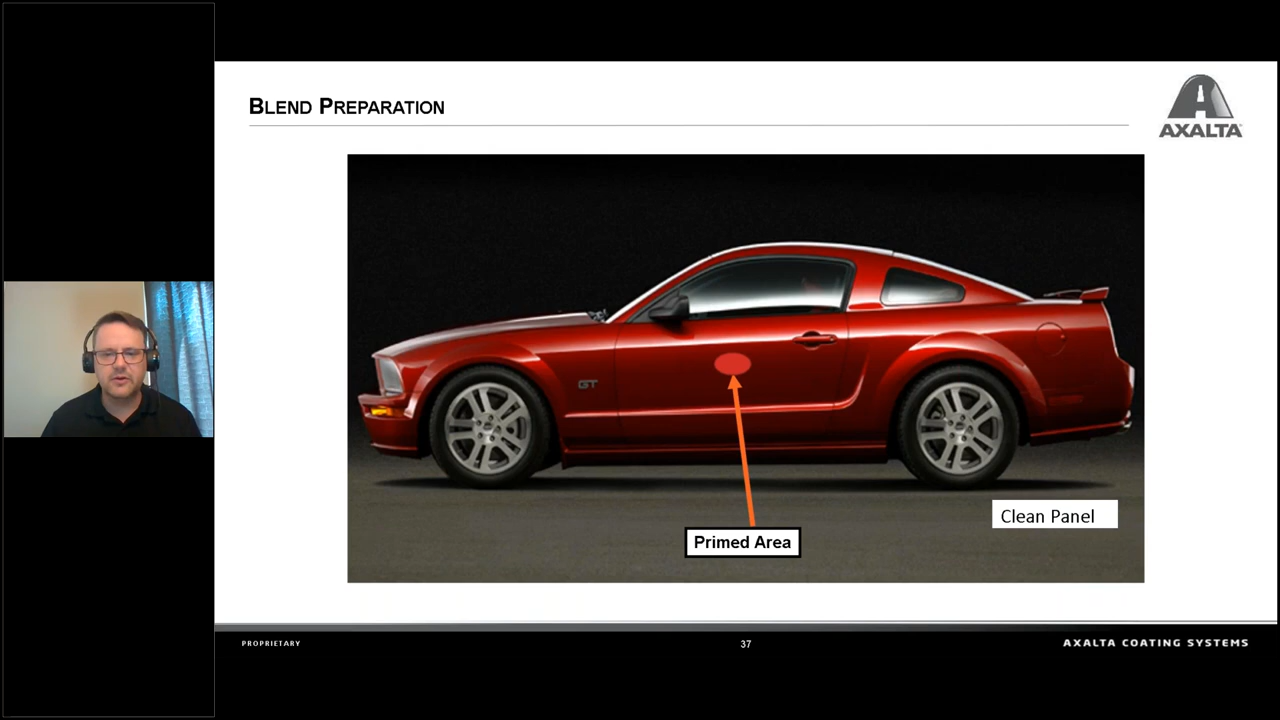 BLEND PREPARATION
AXALTA
GT
Primed Area
Clean Panel
PROPRIETARY
37
AXALTA COATING SYSTEMS